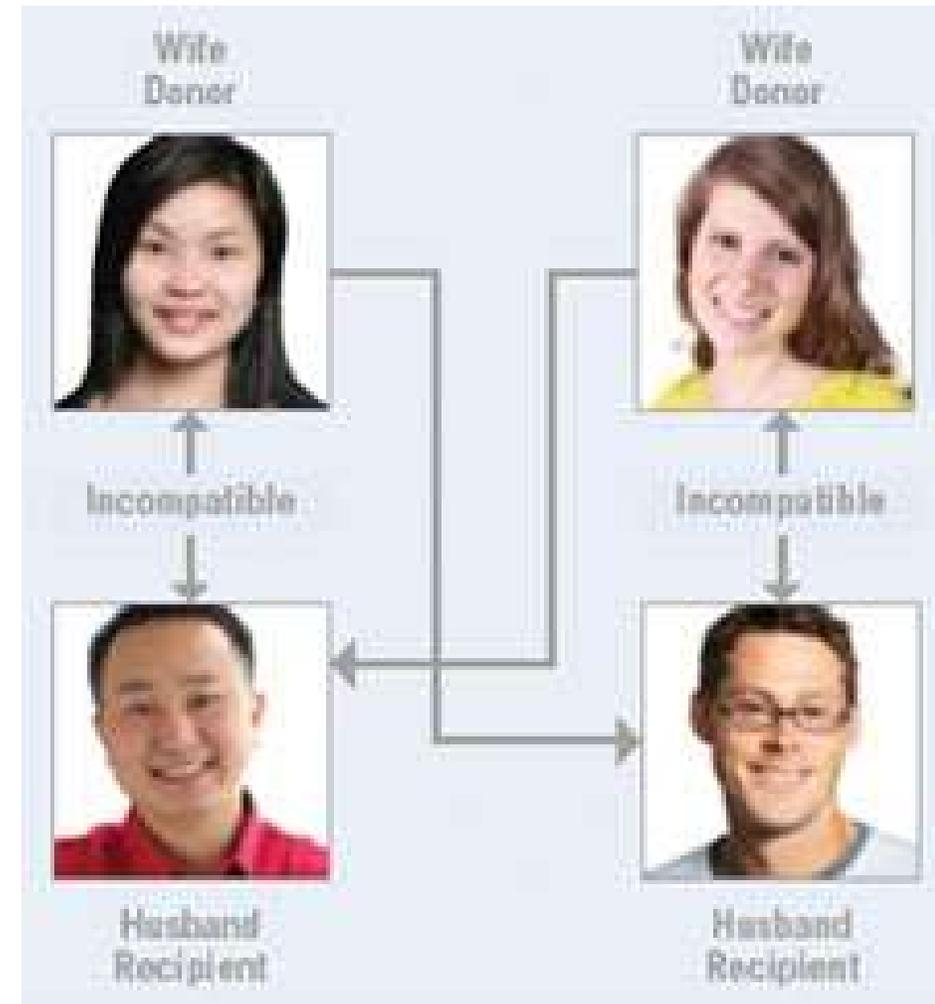 Wife
Donor
Wife
Donor
Incompatible
Incompatible
Husband
Recipient
Husband
Recipient